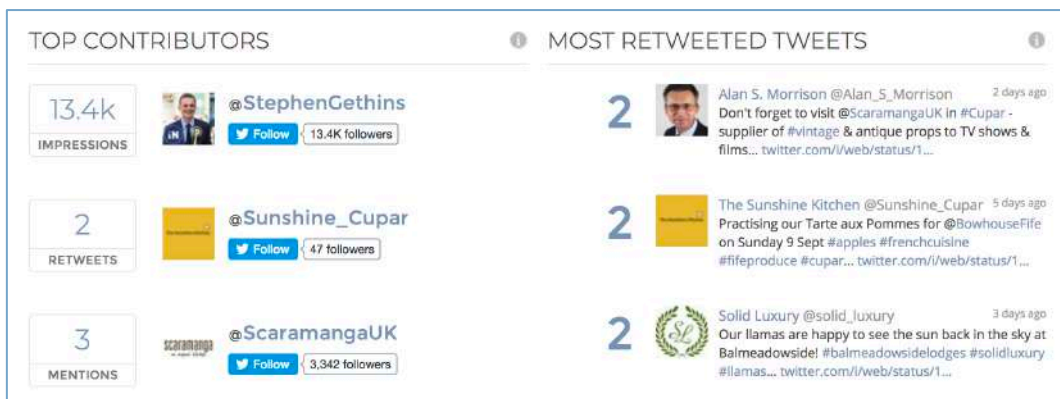 TOP CONTRIBUTORS
13.4k
IMPRESSIONS
@StephenGethins
Follow
13.4K followers
2
RETWEETS
@Sunshine_Cupar
Follow
47 followers
3
MENTIONS
scaramanga
@ScaramangaUK
Follow
3,342 followers
MOST RETWEETED TWEETS
2
Alan S. Morrison @Alan_S_Morrison 2 days ago
Don't forget to visit @ScaramangaUK in #Cupar -
supplier of #vintage & antique props to TV shows &
films... twitter.com/i/web/status/1...
2
The Sunshine Kitchen @Sunshine_Cupar 5 days ago
Practising our Tarte aux Pommes for @BowhouseFife
on Sunday 9 Sept #apples #frenchcuisine
#fifeproduce #cupar... twitter.com/i/web/status/1...
2
SL
Solid Luxury @solid_luxury 3 days ago
Our llamas are happy to see the sun back in the sky at
Balmeadowside! #balmeadowsidelodges #solidluxury
#llamas... twitter.com/i/web/status/1...